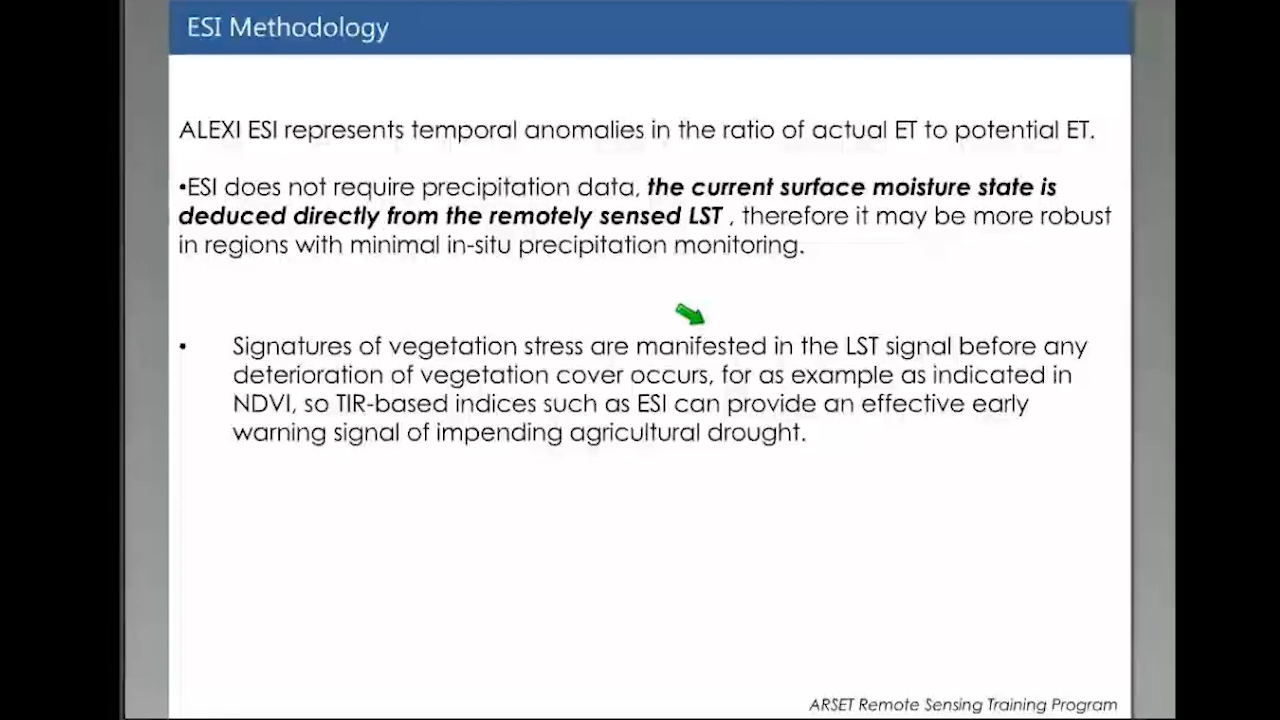 ESI Methodology
ALEXI ESI represents temporal anomalies in the ratio of actual ET to potential ET.
•ESI does not require precipitation data, the current surface moisture state is
deduced directly from the remotely sensed LST , therefore it may be more robust
in regions with minimal in-situ precipitation monitoring.
• Signatures of vegetation stress are manifested in the LST signal before any
deterioration of vegetation cover occurs, for as example as indicated in
NDVI, so TIR-based indices such as ESI can provide an effective early
warning signal of impending agricultural drought.
ARSET Remote Sensing Training Program